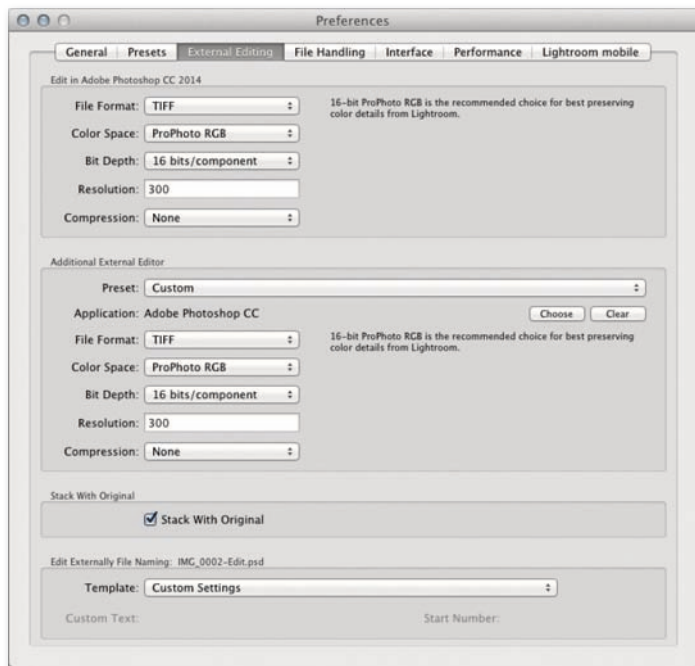 Preferences
General Presets External Editing File Handling Interface Performance Lightroom mobile
Edit in Adobe Photoshop CC 2014
File Format: TIFF
16-bit ProPhoto RGB is the recommended choice for best preserving
color details from Lightroom.
Color Space: ProPhoto RGB
Bit Depth: 16 bits/component
Resolution: 300
Compression: None
Additional External Editor
Preset: Custom
Application: Adobe Photoshop CC Choose Clear
File Format: TIFF
16-bit ProPhoto RGB is the recommended choice for best preserving
color details from Lightroom.
Color Space: ProPhoto RGB
Bit Depth: 16 bits/component
Resolution: 300
Compression: None
Stack With Original
Stack With Original
Edit Externally File Naming: IMG_0002-Edit.psd
Template: Custom Settings
Custom Text: Start Number: